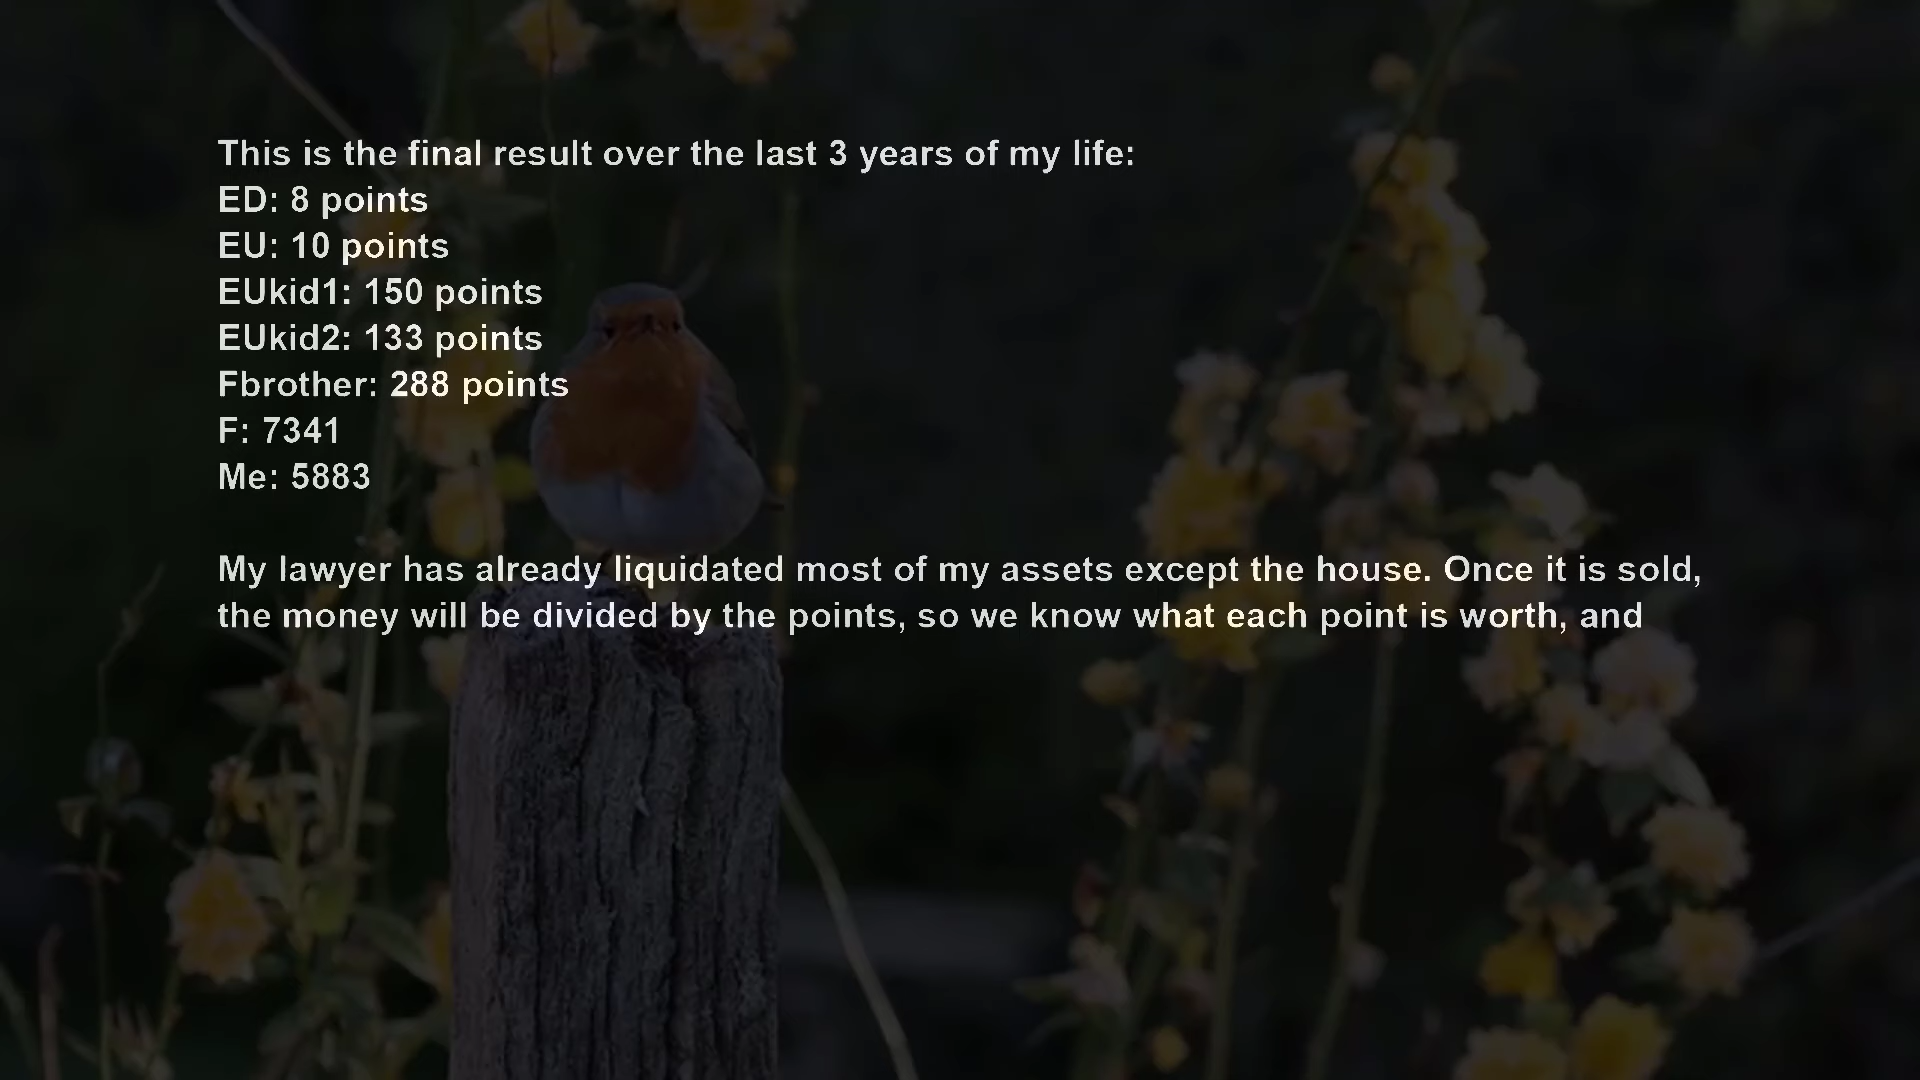 This is the final result over the last 3 years of my life:
ED: 8 points
EU: 10 points
EUkid1: 150 points
EUkid2: 133 points
Fbrother: 288 points
F: 7341
Me: 5883
My lawyer has already liquidated most of my assets except the house. Once it is sold,
the money will be divided by the points, so we know what each point is worth, and